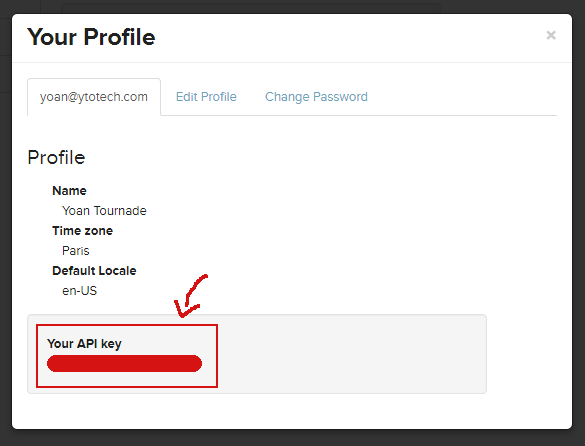 Your Profile
×
yoan@ytotech.com Edit Profile Change Password
Profile
Name
Yoan Tournade
Time zone
Paris
Default Locale
en-US
Your API key